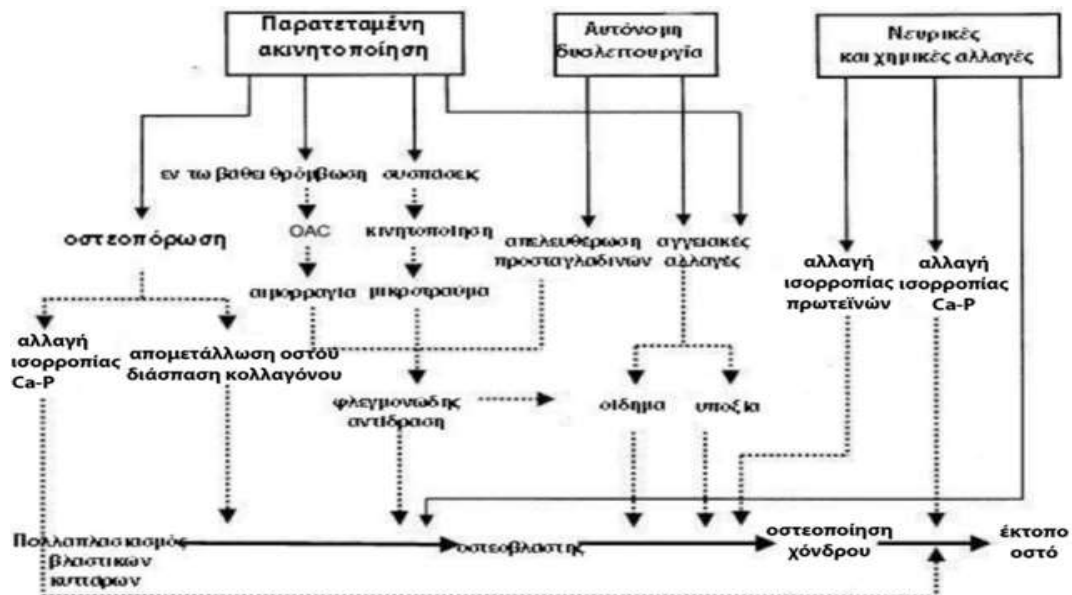 Παρατεταμένη
ακινητοποίηση
Αυτόνομη
δυσλειτουργία
Νευρικές
και χημικές αλλαγές
εν τω βάθει θρόμβωση
συσπάσεις
οστεοπόρωση
OAC
κινητοποίηση
απελευθέρωση
προσταγλαδινών
αγγειακές
αλλαγές
αλλαγή
ισορροπίας
πρωτεϊνών
αλλαγή
ισορροπίας
Ca-P
αιμορραγία
μικροτραύμα
αλλαγή
ισορροπίας
Ca-P
απομετάλλωση οστού
διάσπαση κολλαγόνου
φλεγμονώδης
αντίδραση
οίδημα
υποξία
Πολλαπλασιασμός
βλαστικών
κυττάρων
οστεοβλαστης
οστεοποίηση
χόνδρου
έκτοπο
οστό